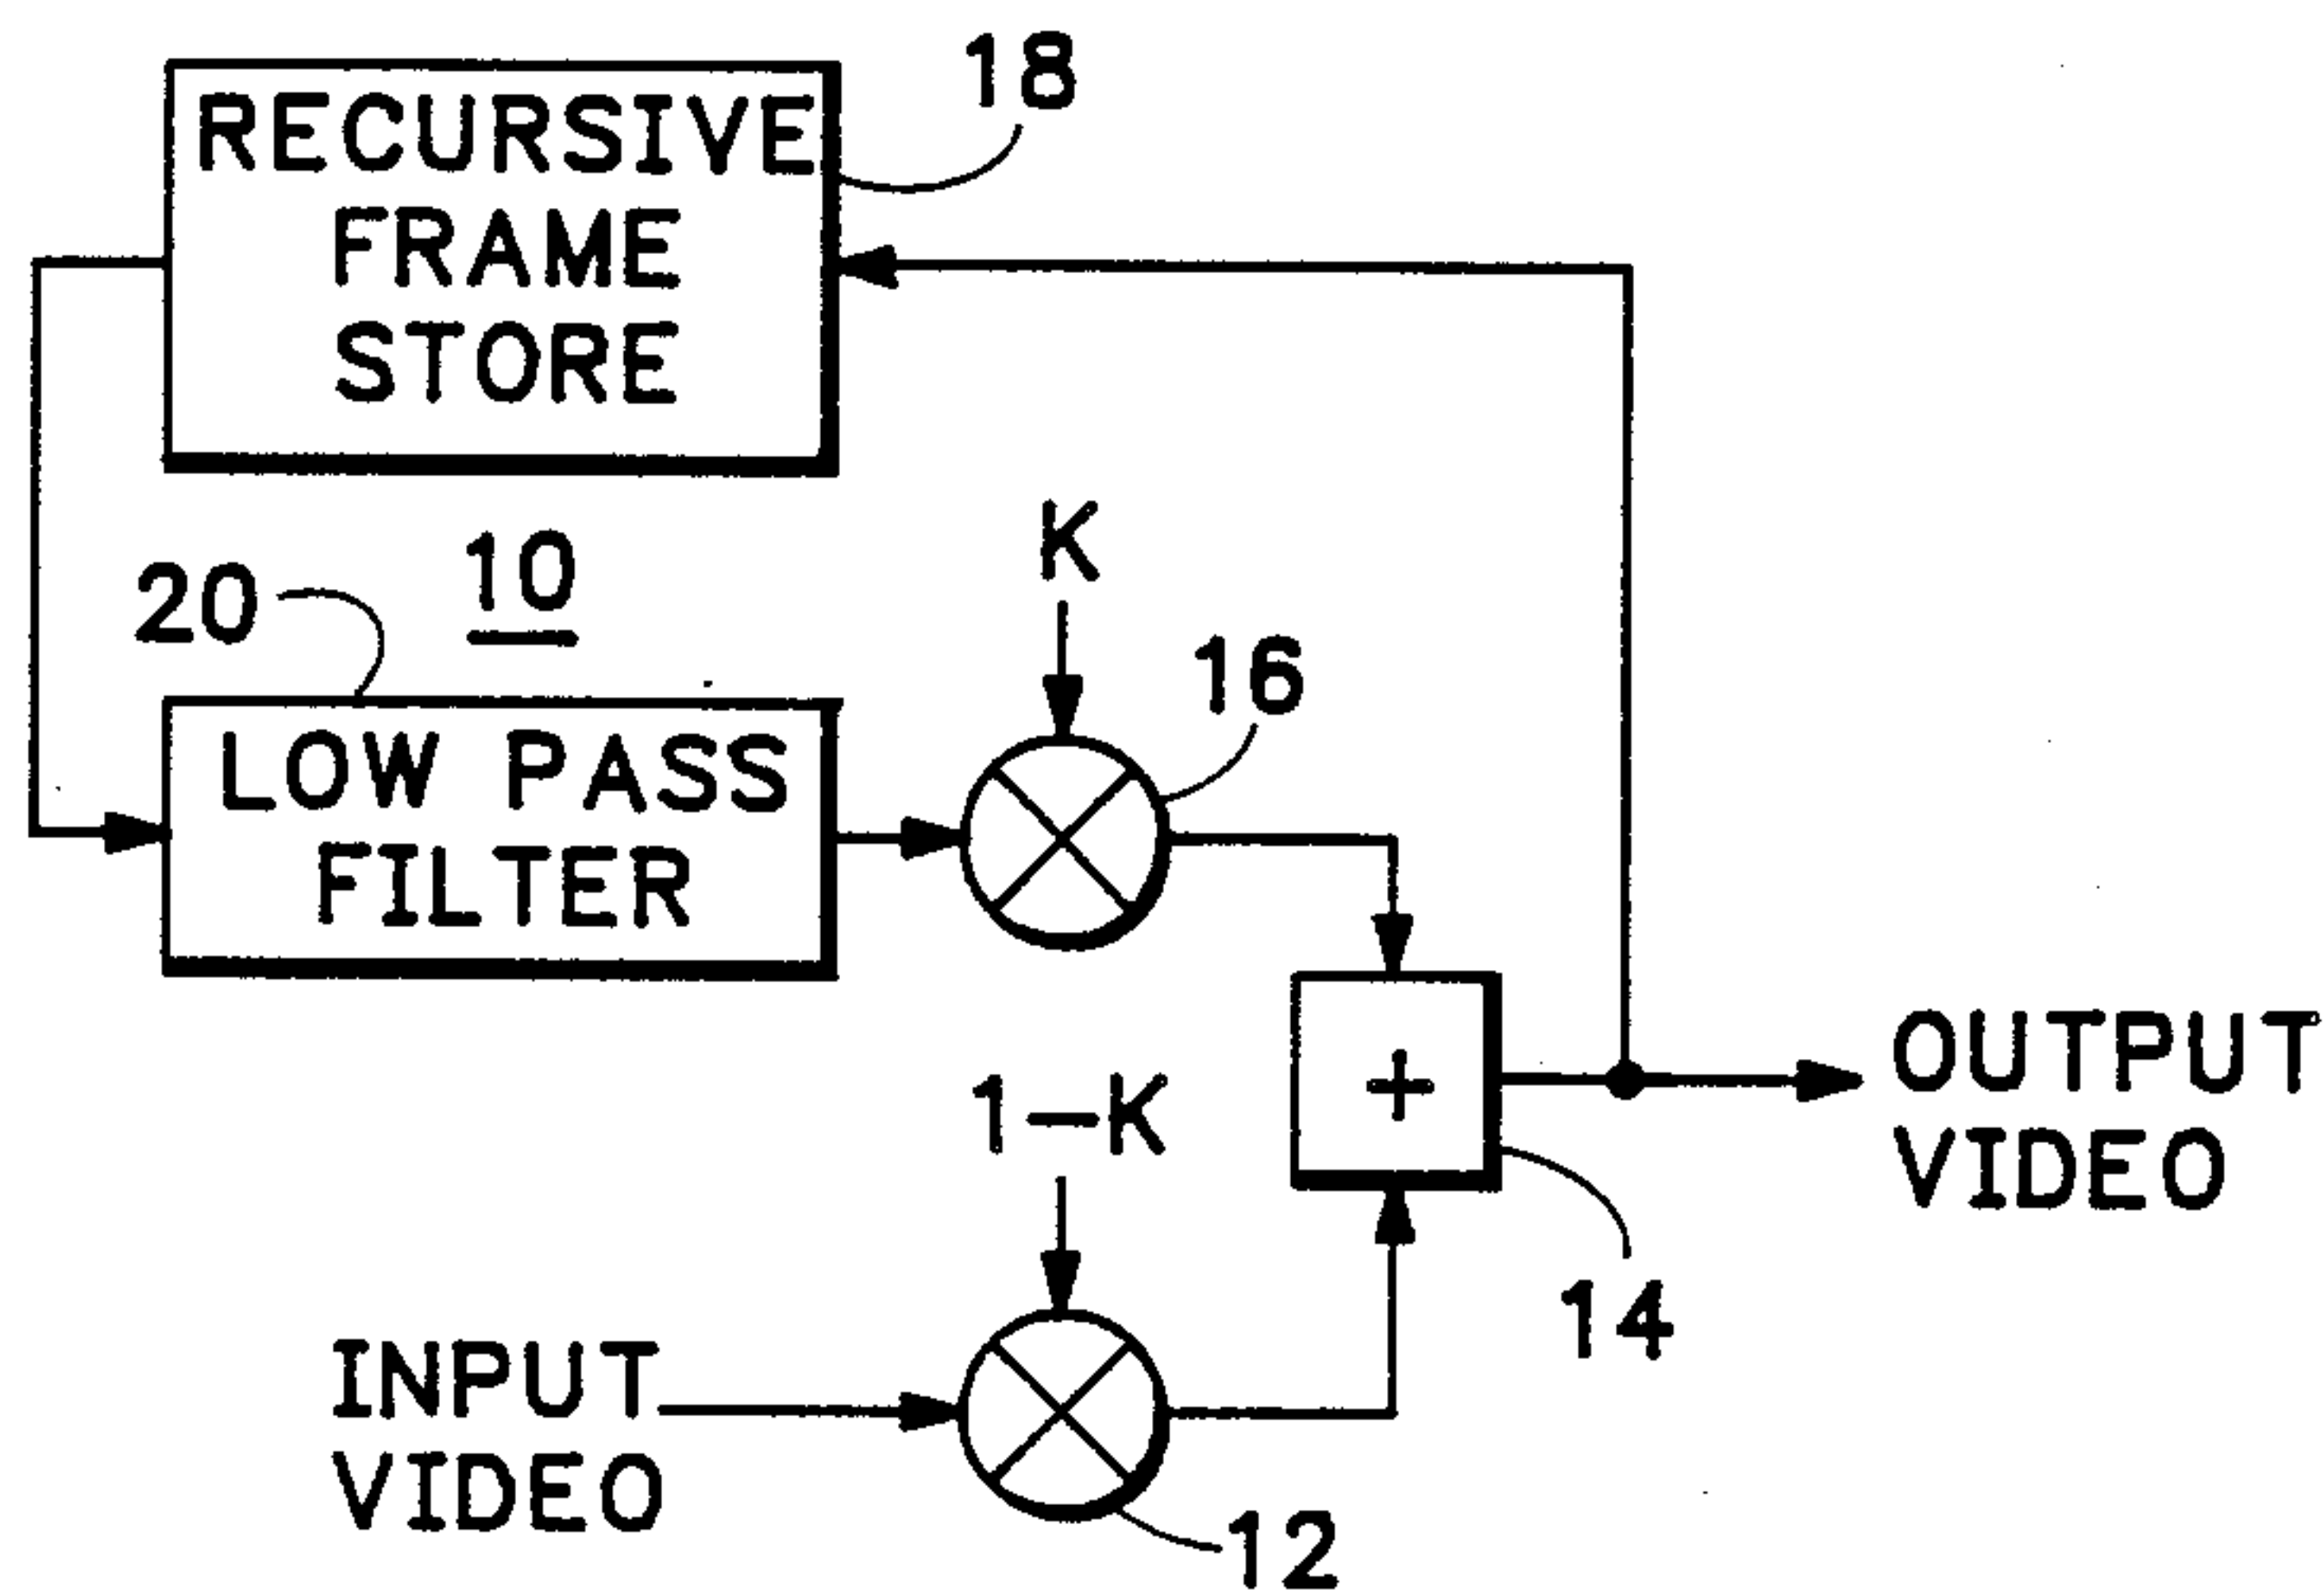 18
RECURSIVE
FRAME
STORE
K
10
20
16
LOW PASS
FILTER
+
OUTPUT
VIDEO
1-K
14
INPUT
VIDEO
12